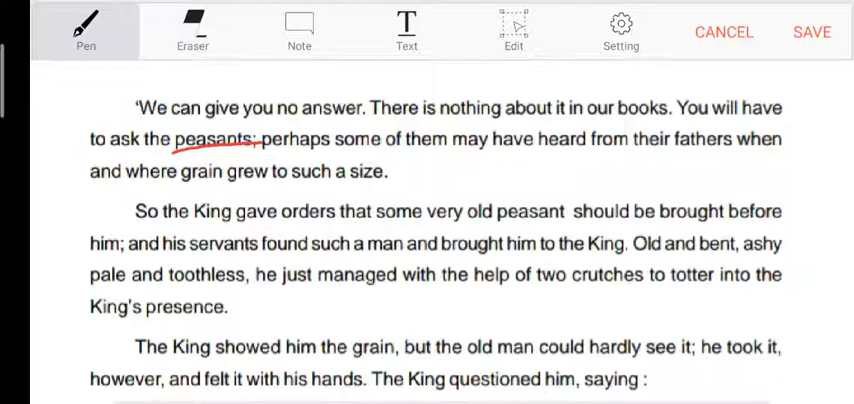 Pen Eraser Note Text Edit Setting CANCEL SAVE
‘We can give you no answer. There is nothing about it in our books. You will have
to ask the peasants; perhaps some of them may have heard from their fathers when
and where grain grew to such a size.
So the King gave orders that some very old peasant should be brought before
him; and his servants found such a man and brought him to the King. Old and bent, ashy
pale and toothless, he just managed with the help of two crutches to totter into the
King's presence.
The King showed him the grain, but the old man could hardly see it; he took it,
however, and felt it with his hands. The King questioned him, saying :